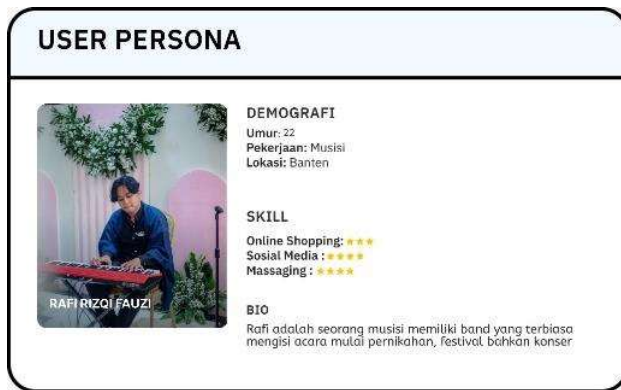 USER PERSONA
DEMOGRAFI
Umur: 22
Pekerjaan: Musisi
Lokasi: Banten
SKILL
Online Shopping: ★★★
Sosial Media : ★★★★
Massaging : ★★★★
RAFI RIZQI FAUZI
BIO
Rafi adalah seorang musisi memiliki band yang terbiasa
mengisi acara mulai pernikahan, festival bahkan konser